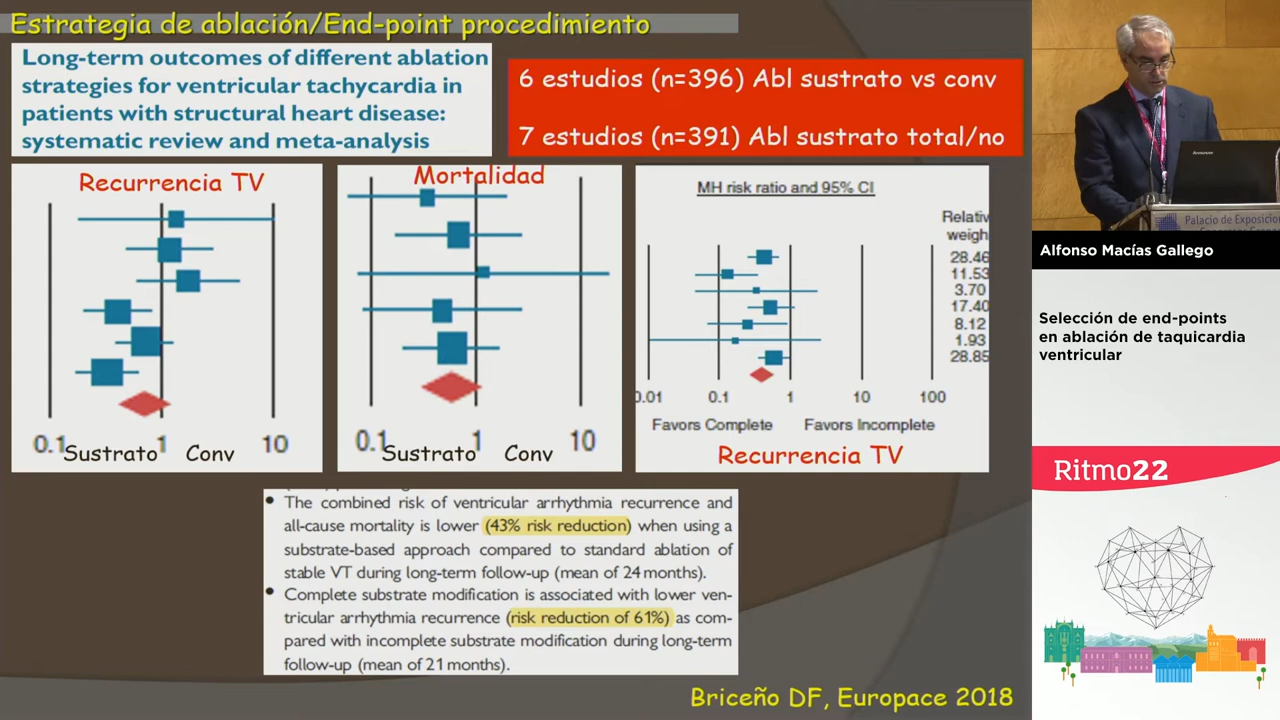 Estrategia de ablación/End-point procedimiento
Long-term outcomes of different ablation
strategies for ventricular tachycardia in
patients with structural heart disease:
systematic review and meta-analysis
6 estudios (n=396) Abl sustrato vs conv
7 estudios (n=391) Abl sustrato total/no
Recurrencia TV
0.1 1 10
Sustrato Conv
Mortalidad
0.1 1 10
Sustrato Conv
MH risk ratio and 95% CI
Relativ
weigh
28.46
11.53
3.70
17.40
8.12
1.93
28.85
0.01 0.1 1 10 100
Favors Complete Favors Incomplete
Recurrencia TV
• The combined risk of ventricular arrhythmia recurrence and
all-cause mortality is lower (43% risk reduction) when using a
substrate-based approach compared to standard ablation of
stable VT during long-term follow-up (mean of 24 months).
• Complete substrate modification is associated with lower ven-
tricular arrhythmia recurrence (risk reduction of 61%) as com-
pared with incomplete substrate modification during long-term
follow-up (mean of 21 months).
Briceño DF, Europace 2018
lenovo
Palacio de Exposicion
Alfonso Macías Gallego
Selección de end-points
en ablación de taquicardia
ventricular
Ritmo22